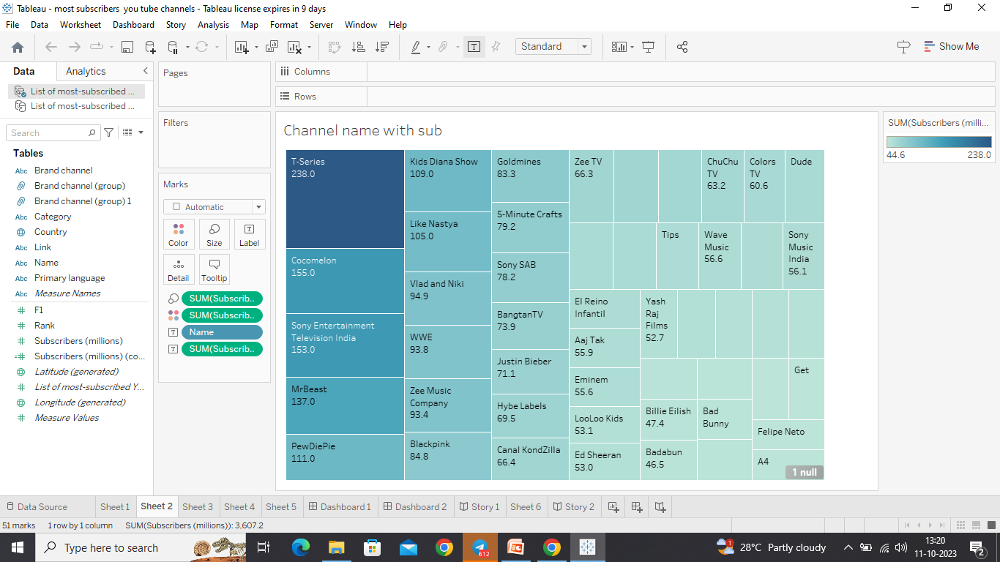 Tableau - most subscribers  you tube channels - Tableau license expires in 9 days
File Data Worksheet Dashboard Story Analysis Map Format Server Window Help
Standard
Show Me
Data Analytics
List of most-subscribed ...
List of most-subscribed ...
Search
Tables
Abc Brand channel
Brand channel (group)
Brand channel (group) 1
Abc Category
Country
Abc Link
Abc Name
Abc Primary language
Abc Measure Names
# F1
# Rank
# Subscribers (millions)
=# Subscribers (millions) (co...
Latitude (generated)
# List of most-subscribed Y...
Longitude (generated)
# Measure Values
Pages
Filters
Marks
Automatic
Color Size Label
Detail Tooltip
SUM(Subscrib..
SUM(Subscrib..
Name
SUM(Subscrib..
Columns
Rows
Channel name with sub
T-Series
238.0
Cocomelon
155.0
Sony Entertainment
Television India
153.0
MrBeast
137.0
PewDiePie
111.0
Kids Diana Show
109.0
Like Nastya
105.0
Vlad and Niki
94.9
WWE
93.8
Zee Music
Company
93.4
Blackpink
84.8
Goldmines
83.3
5-Minute Crafts
79.2
Sony SAB
78.2
BangtanTV
73.9
Justin Bieber
71.1
Hybe Labels
69.5
Canal KondZilla
66.4
Zee TV
66.3
ChuChu
TV
63.2
Colors
TV
60.6
Dude
Tips
Wave
Music
56.6
Sony
Music
India
56.1
El Reino
Infantil
Aaj Tak
55.9
Eminem
55.6
LooLoo Kids
53.1
Ed Sheeran
53.0
Yash
Raj
Films
52.7
Get
Billie Eilish
47.4
Bad
Bunny
Badabun
46.5
Felipe Neto
A4
1 null
SUM(Subscribers (milli...
44.6 238.0
Data Source Sheet 1 Sheet 2 Sheet 3 Sheet 4 Sheet 5 Dashboard 1 Dashboard 2 Story 1 Sheet 6 Story 2
51 marks 1 row by 1 column SUM(Subscribers (millions)): 3,607.2
Type here to search
612
1
28°C Partly cloudy
13:20
11-10-2023
2